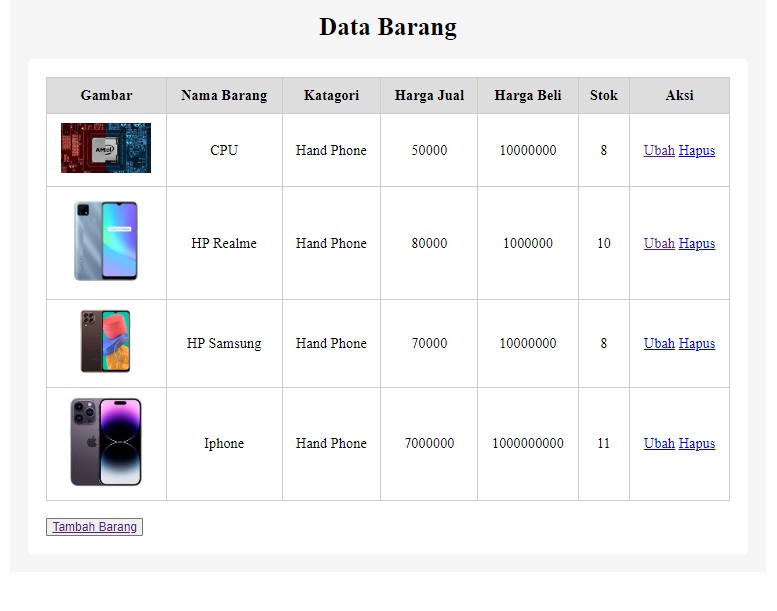 Data Barang
Gambar Nama Barang Katagori Harga Jual Harga Beli Stok Aksi
AMD CPU Hand Phone 50000 10000000 8 Ubah Hapus
HP Realme Hand Phone 80000 1000000 10 Ubah Hapus
HP Samsung Hand Phone 70000 10000000 8 Ubah Hapus
Iphone Hand Phone 7000000 1000000000 11 Ubah Hapus
Tambah Barang